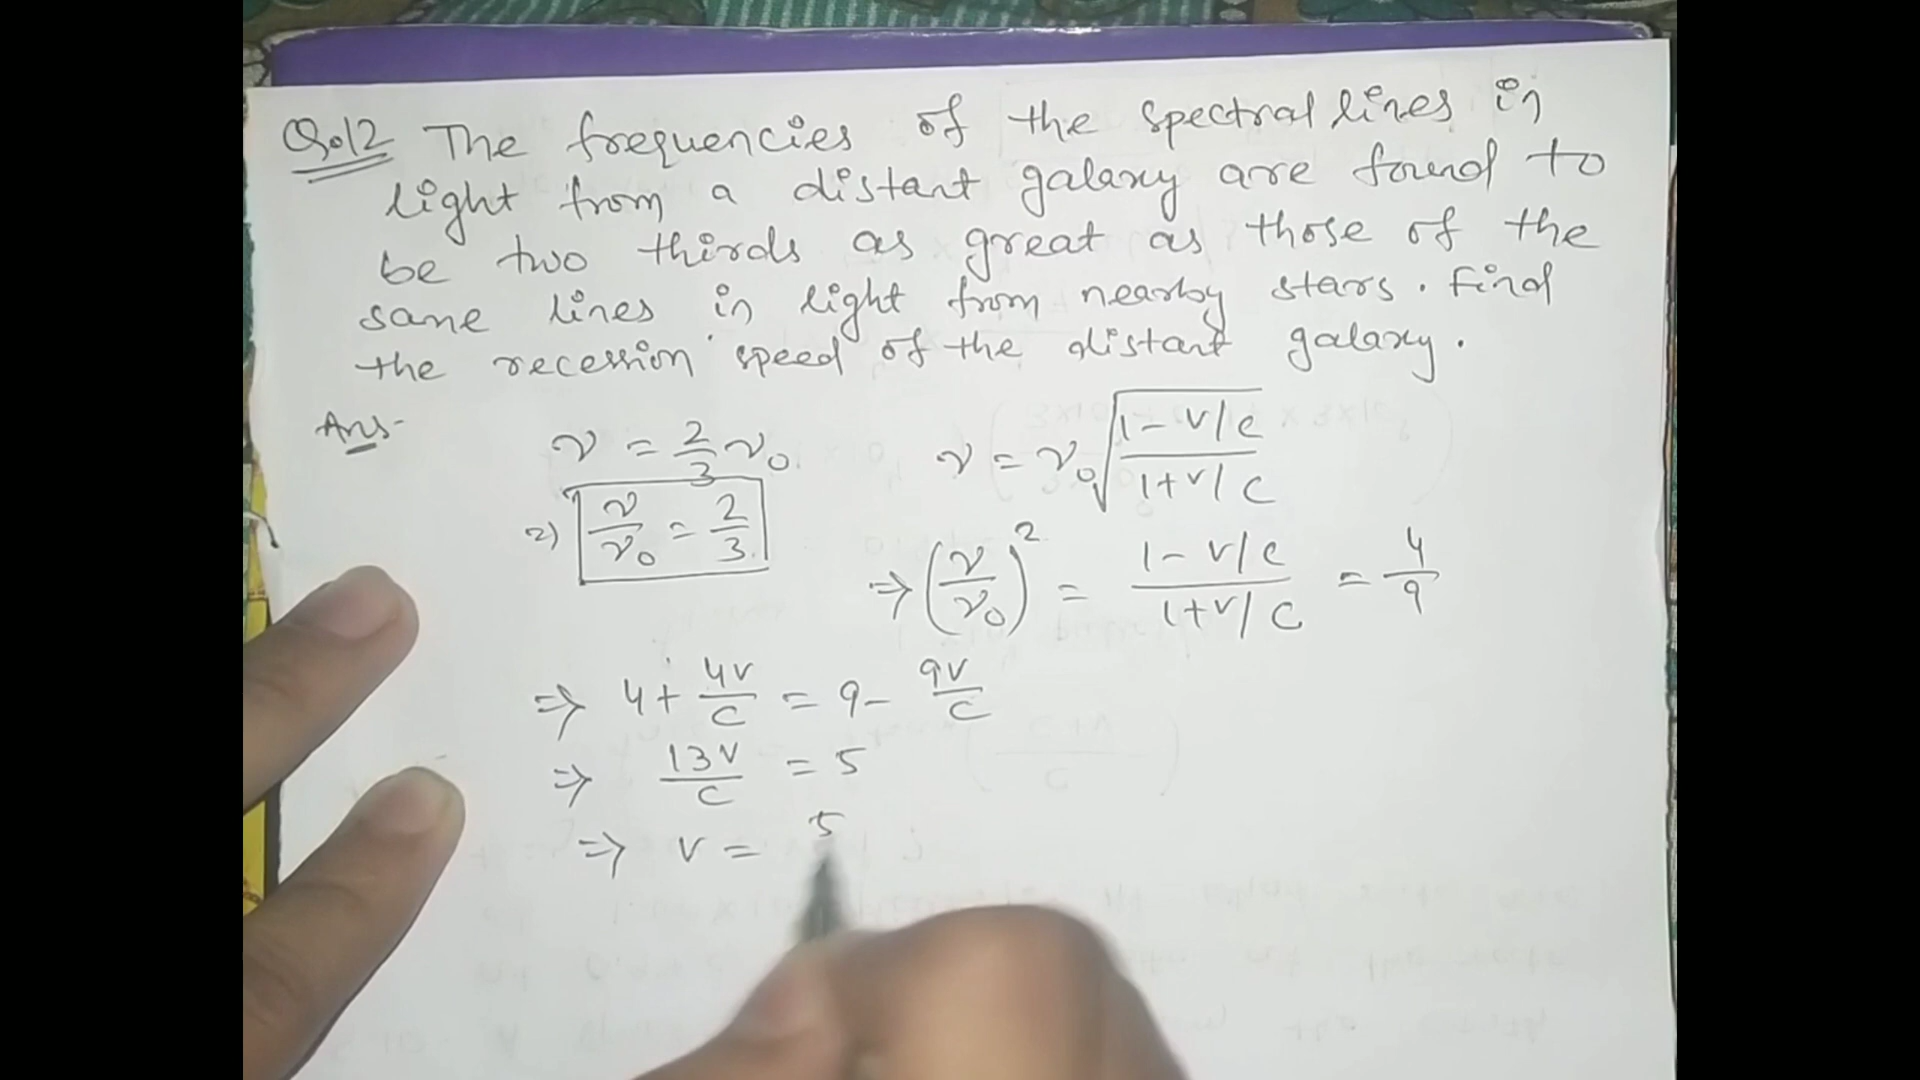 Q.12 The frequencies of the spectral lines in
light from a distant galaxy are found to
be two thirds as great as those of the
same lines in light from nearby stars. Find
the recession speed of the distant galaxy.
Ans-
ν = 2/3 ν₀
ν = ν₀ √((1 - v/c)/(1 + v/c))
2) ν/ν₀ = 2/3
⇒ (ν/ν₀)² = (1 - v/c)/(1 + v/c) = 4/9
⇒ 4 + 4v/c = 9 - 9v/c
⇒ 13v/c = 5
⇒ v = 5